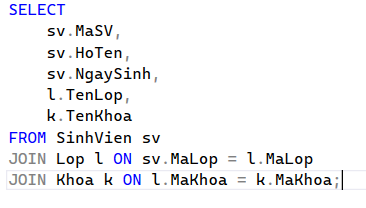 SELECT
    sv.MaSV,
    sv.HoTen,
    sv.NgaySinh,
    l.TenLop,
    k.TenKhoa
FROM SinhVien sv
JOIN Lop l ON sv.MaLop = l.MaLop
JOIN Khoa k ON l.MaKhoa = k.MaKhoa;